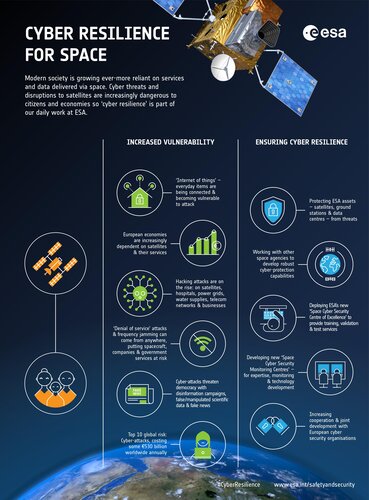 CYBER RESILIENCE
FOR SPACE
esa
Modern society is growing ever-more reliant on services
and data delivered via space. Cyber threats and
disruptions to satellites are increasingly dangerous to
citizens and economies so ‘cyber resilience’ is part of
our daily work at ESA.
INCREASED VULNERABILITY
‘Internet of things’ –
everyday items are
being connected &
becoming vulnerable
to attack
European economies
are increasingly
dependent on satellites
& their services
Hacking attacks are on
the rise: on satellites,
hospitals, power grids,
water supplies, telecom
networks & businesses
‘Denial of service’ attacks
& frequency jamming can
come from anywhere,
putting spacecraft,
companies & government
services at risk
Cyber-attacks threaten
democracy with
disinformation campaigns,
false/manipulated scientific
data & fake news
Top 10 global risk:
Cyber-attacks, costing
some €530 billion
worldwide annually
ENSURING CYBER RESILIENCE
Protecting ESA assets
– satellites, ground
stations & data
centres – from threats
Working with other
space agencies to
develop robust
cyber-protection
capabilities
Deploying ESA's new
‘Space Cyber Security
Centre of Excellence’ to
provide training, validation
& test services
Developing new ‘Space
Cyber Security
Monitoring Centres’ –
for expertise, monitoring
& technology
development
Increasing
cooperation & joint
development with
European cyber
security organisations
#CyberResilience
www.esa.int/safetyandsecurity